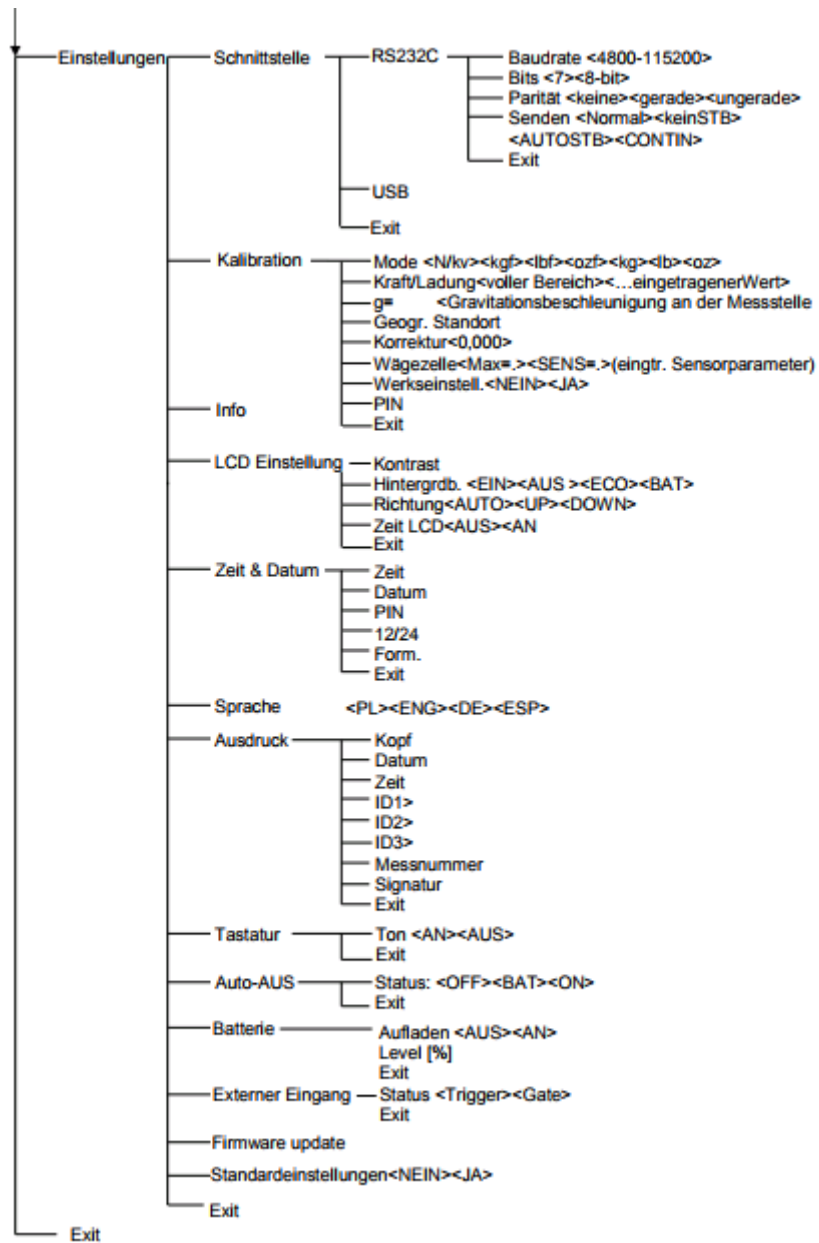 Einstellungen
Schnittstelle
RS232C
Baudrate <4800-115200>
Bits <7><8-bit>
Parität <keine><gerade><ungerade>
Senden <Normal><keinSTB>
<AUTOSTB><CONTIN>
Exit
USB
Exit
Kalibration
Mode <N/kv><kgf><lbf><ozf><kg><lb><oz>
Kraft/Ladung<voller Bereich><...eingetragenerWert>
g= <Gravitationsbeschleunigung an der Messstelle
Geogr. Standort
Korrektur<0,000>
Wägezelle<Max=.><SENS=.>(eingtr. Sensorparameter)
Werkseinstell.<NEIN><JA>
PIN
Exit
Info
LCD Einstellung
Kontrast
Hintergrdb. <EIN><AUS ><ECO><BAT>
Richtung<AUTO><UP><DOWN>
Zeit LCD<AUS><AN
Exit
Zeit & Datum
Zeit
Datum
PIN
12/24
Form.
Exit
Sprache <PL><ENG><DE><ESP>
Ausdruck
Kopf
Datum
Zeit
ID1>
ID2>
ID3>
Messnummer
Signatur
Exit
Tastatur
Ton <AN><AUS>
Exit
Auto-AUS
Status: <OFF><BAT><ON>
Exit
Batterie
Aufladen <AUS><AN>
Level [%]
Exit
Externer Eingang
Status <Trigger><Gate>
Exit
Firmware update
Standardeinstellungen<NEIN><JA>
Exit
Exit